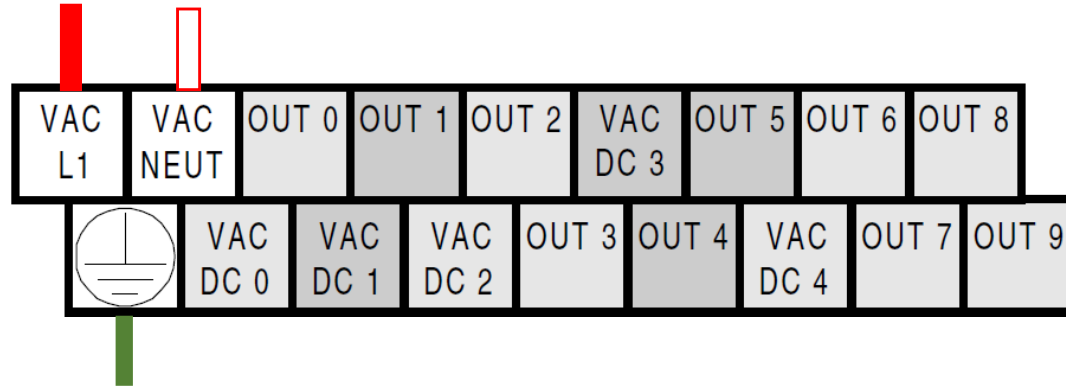 VAC L1 VAC NEUT OUT 0 OUT 1 OUT 2 VAC DC 3 OUT 5 OUT 6 OUT 8
VAC DC 0 VAC DC 1 VAC DC 2 OUT 3 OUT 4 VAC DC 4 OUT 7 OUT 9